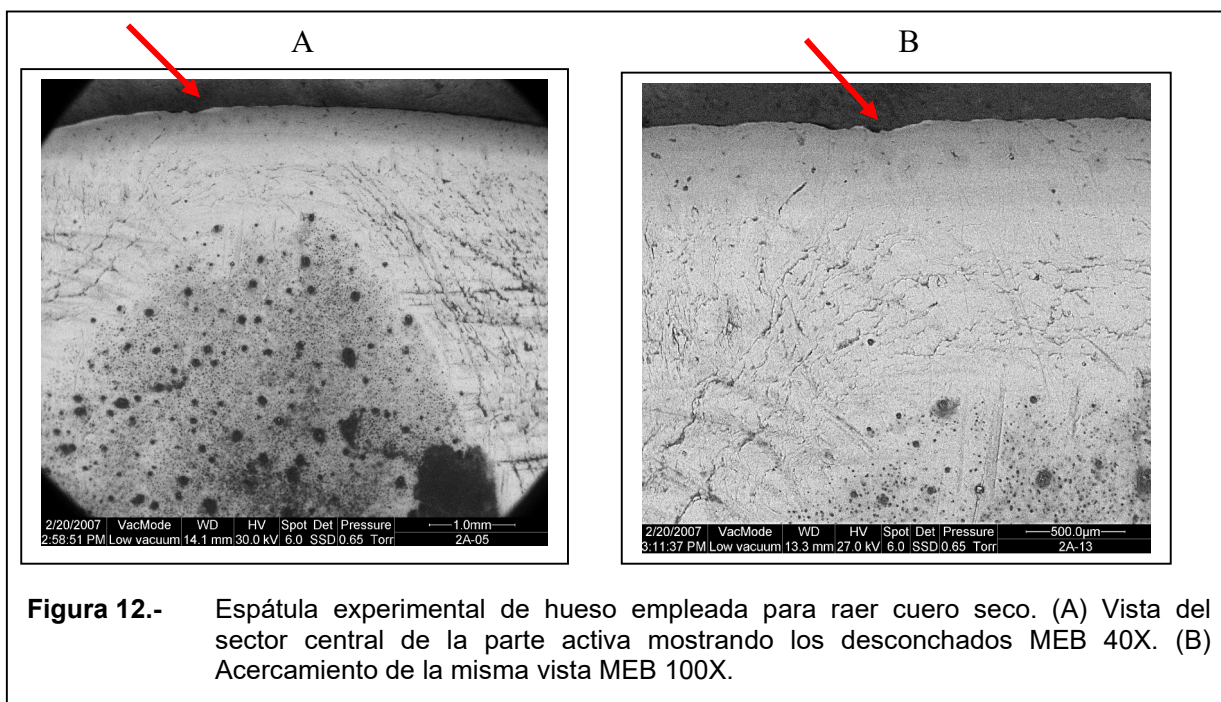 A
B
2/20/2007 VacMode WD HV Spot Det Pressure 1.0mm
2:58:51 PM Low vacuum 14.1 mm 30.0 kV 6.0 SSD 0.65 Torr 2A-05
2/20/2007 VacMode WD HV Spot Det Pressure 500.0µm
3:11:37 PM Low vacuum 13.3 mm 27.0 kV 6.0 SSD 0.65 Torr 2A-13
Figura 12.- Espátula experimental de hueso empleada para raer cuero seco. (A) Vista del
sector central de la parte activa mostrando los desconchados MEB 40X. (B)
Acercamiento de la misma vista MEB 100X.